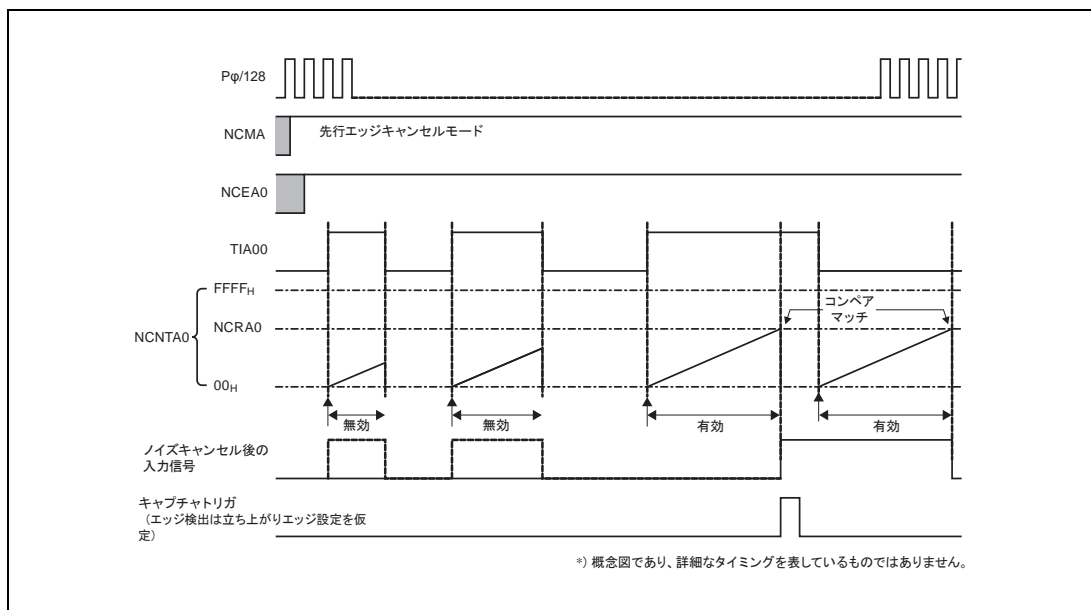 Pφ/128
NCMA
先行エッジキャンセルモード
NCEA0
TIA00
FFFFH
NCRA0
NCNTA0
00H
コンペア
マッチ
無効
無効
有効
有効
ノイズキャンセル後の
入力信号
キャプチャトリガ
（エッジ検出は立ち上がりエッジ設定を仮
定）
*) 概念図であり、詳細なタイミングを表しているものではありません。